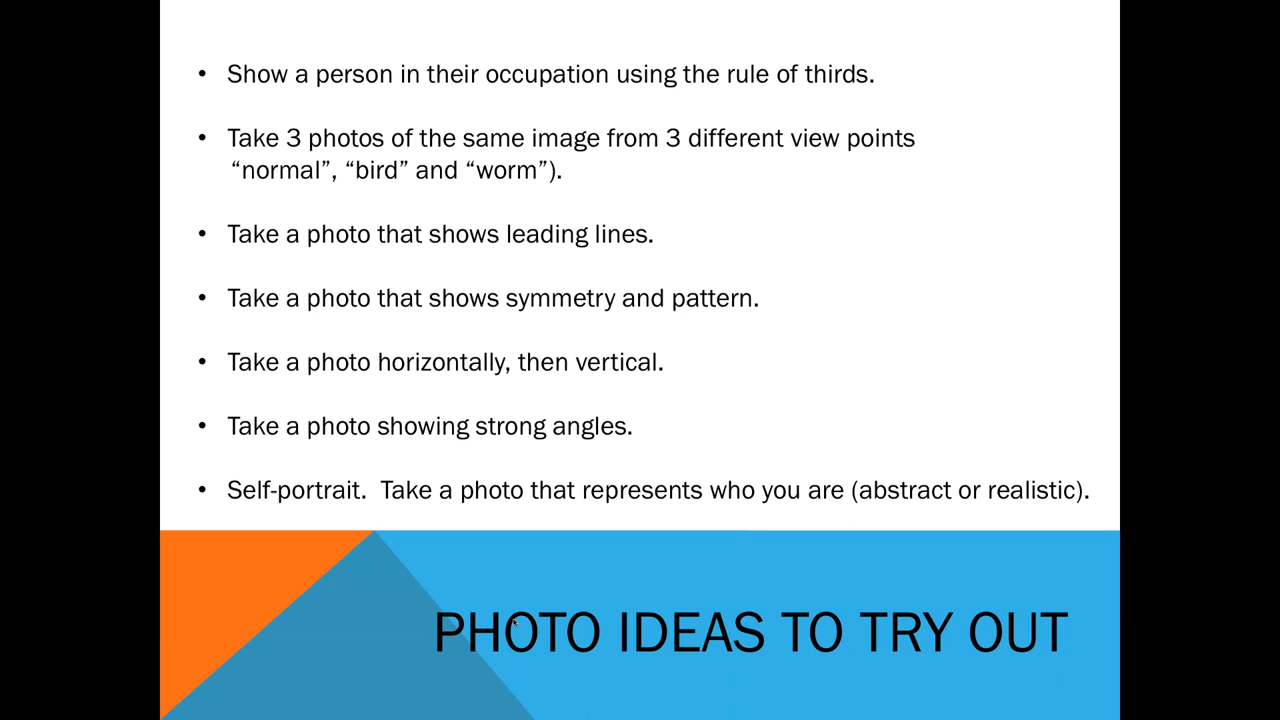 • Show a person in their occupation using the rule of thirds.
• Take 3 photos of the same image from 3 different view points
“normal”, “bird” and “worm”).
• Take a photo that shows leading lines.
• Take a photo that shows symmetry and pattern.
• Take a photo horizontally, then vertical.
• Take a photo showing strong angles.
• Self-portrait.  Take a photo that represents who you are (abstract or realistic).
PHOTO IDEAS TO TRY OUT